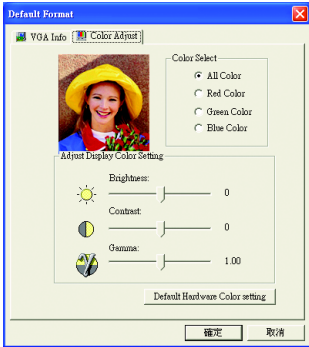 Default Format
VGA Info
Color Adjust
Color Select
All Color
Red Color
Green Color
Blue Color
Adjust Display Color Setting
Brightness:
0
Contrast:
0
Gamma:
1.00
Default Hardware Color setting
確定
取消